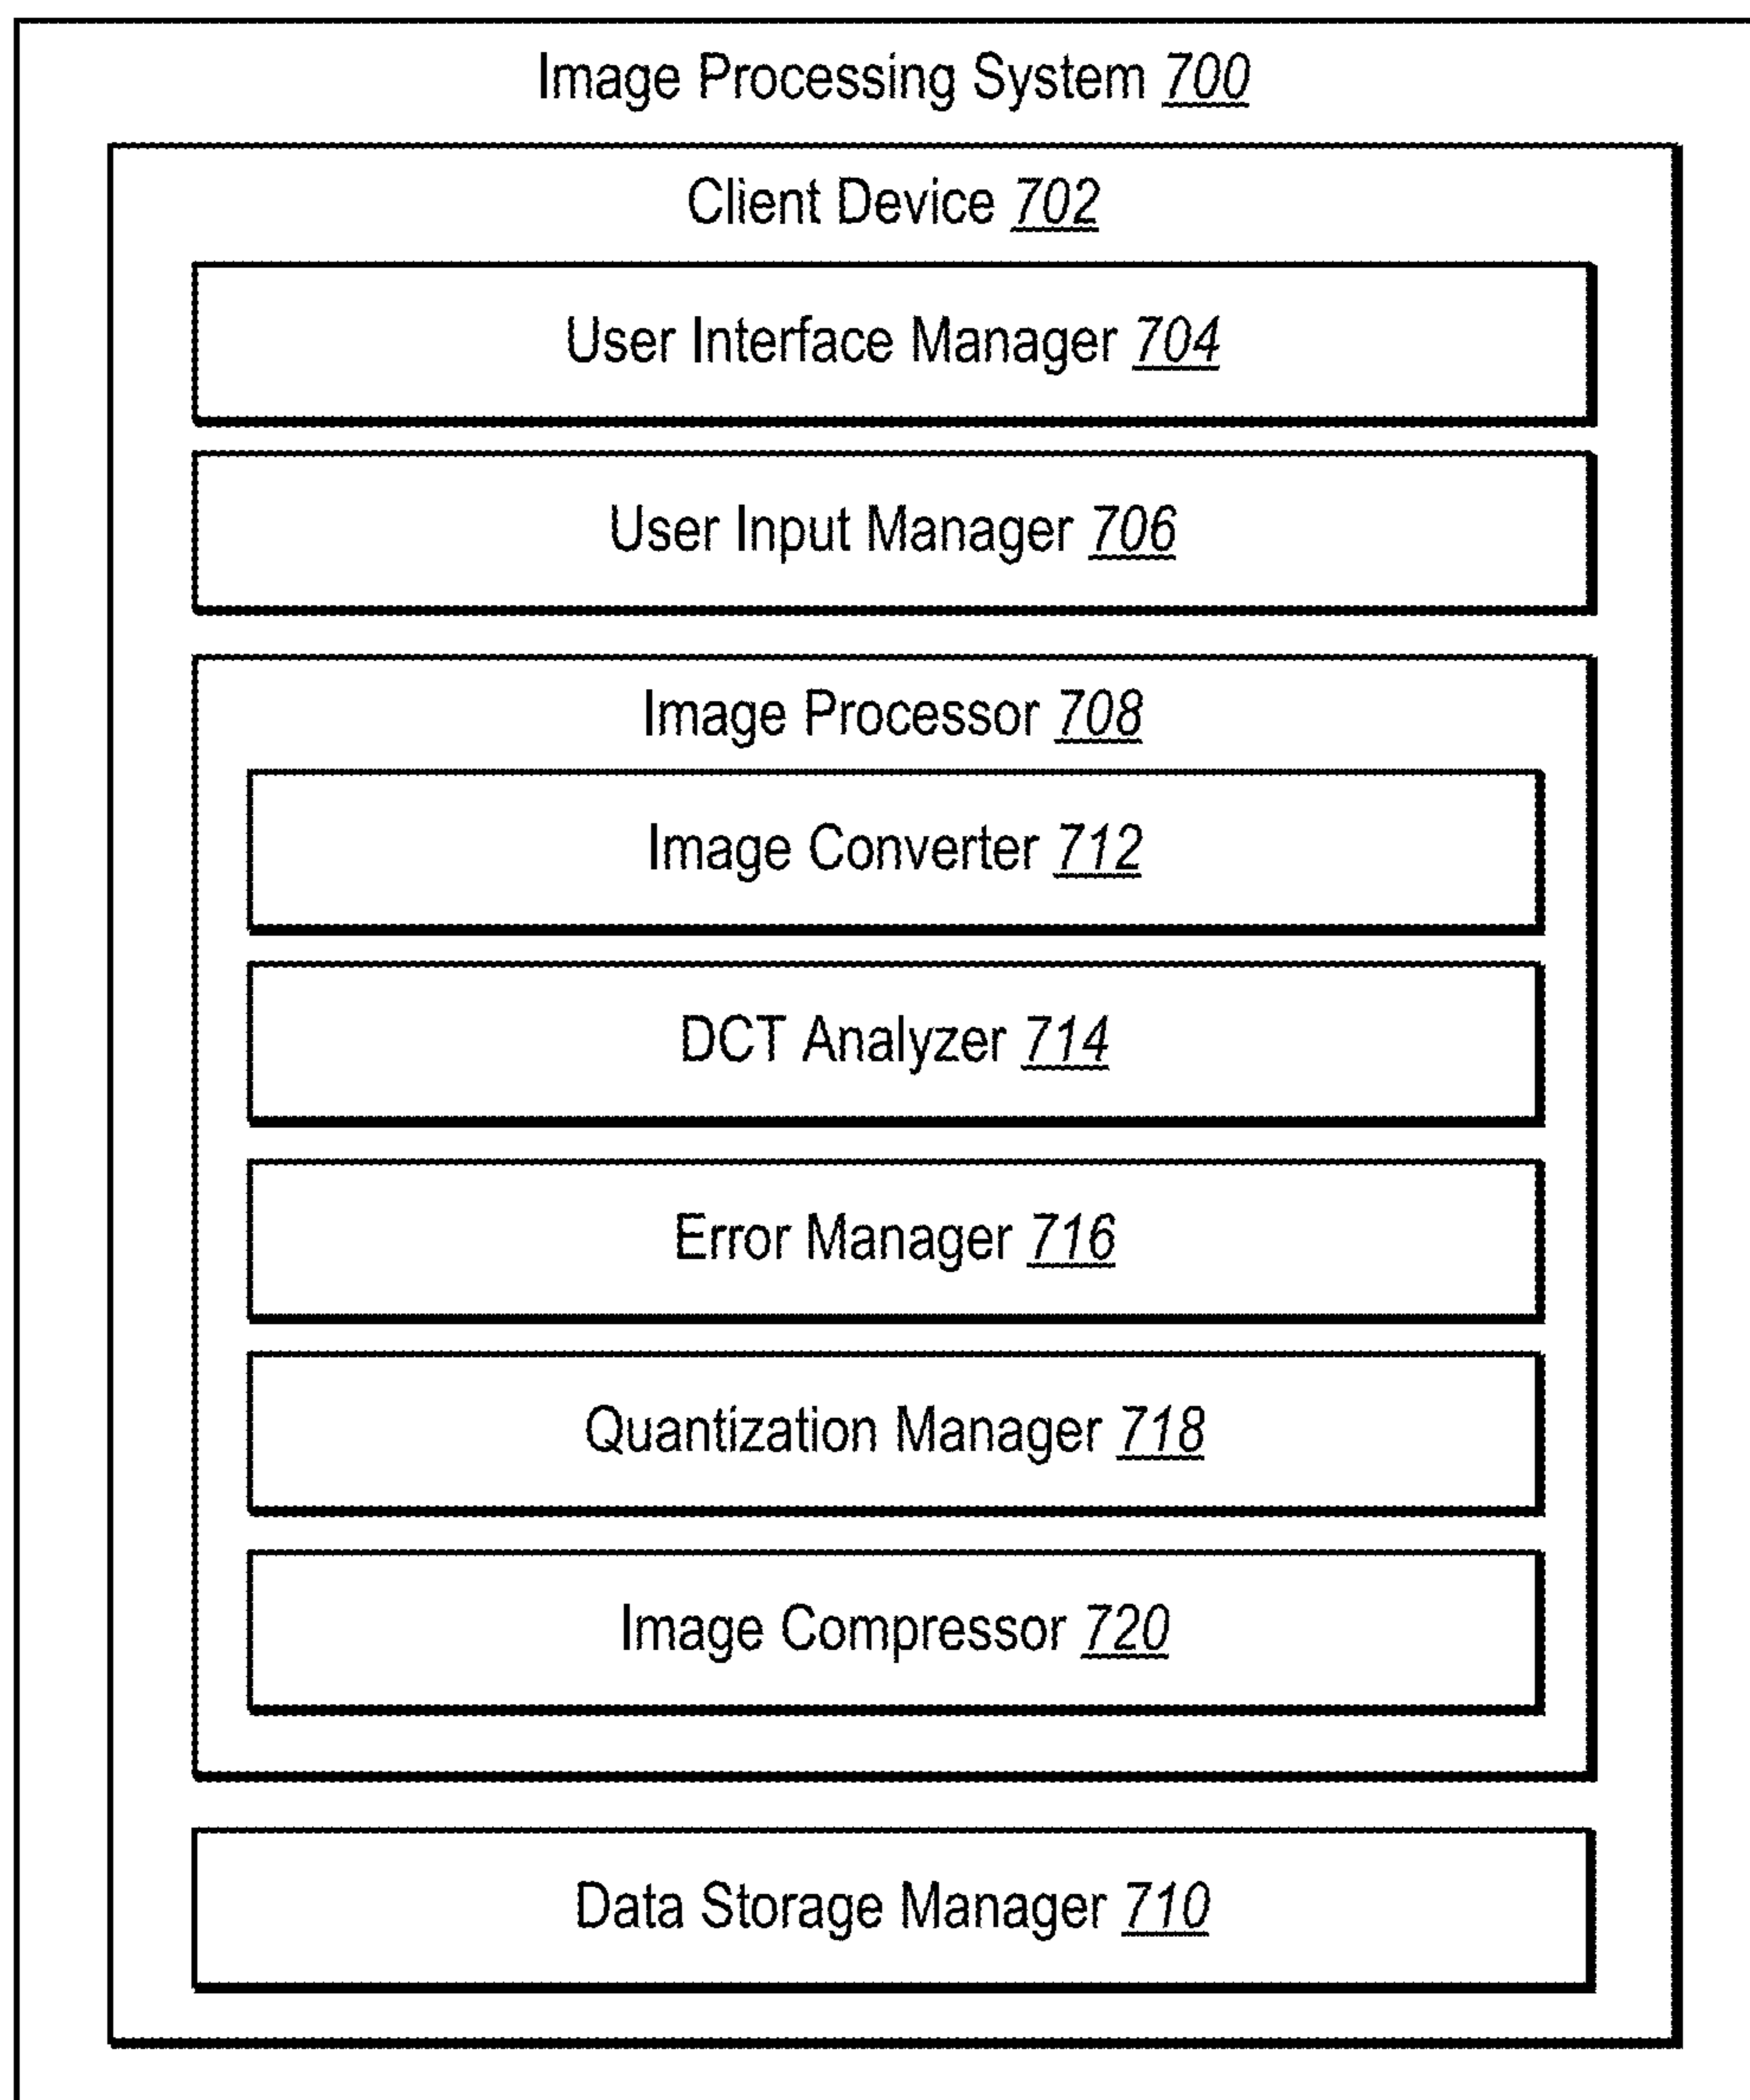 Image Processing System 700
Client Device 702
User Interface Manager 704
User Input Manager 706
Image Processor 708
Image Converter 712
DCT Analyzer 714
Error Manager 716
Quantization Manager 718
Image Compressor 720
Data Storage Manager 710